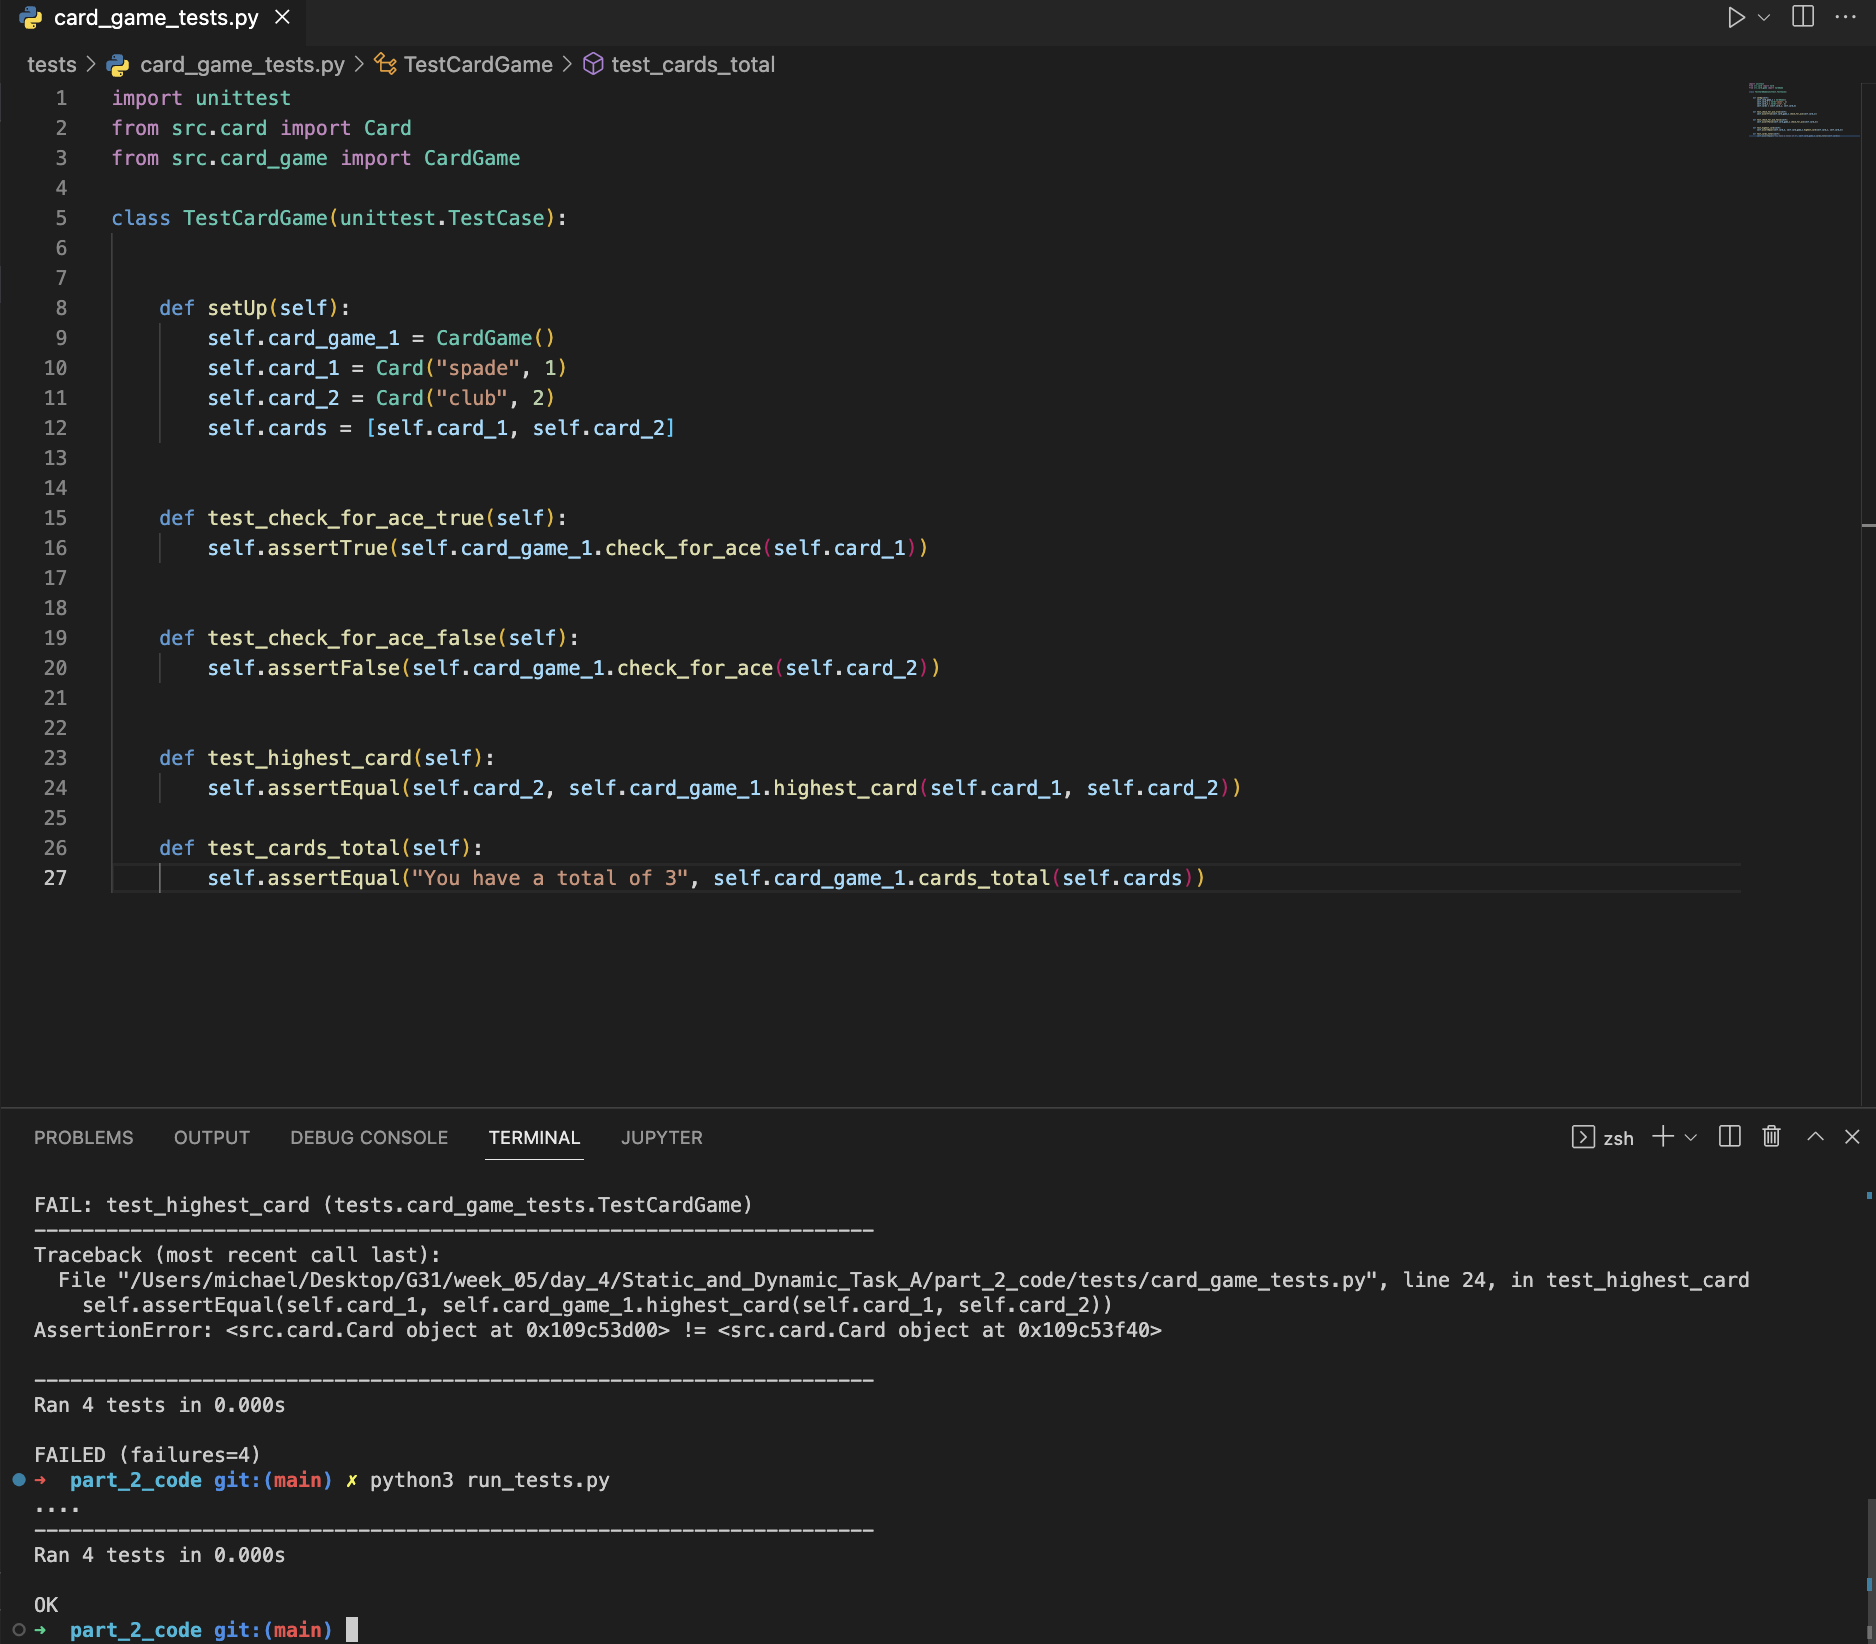 card_game_tests.py
tests > card_game_tests.py > TestCardGame > test_cards_total
1 import unittest
2 from src.card import Card
3 from src.card_game import CardGame
4
5 class TestCardGame(unittest.TestCase):
6
7
8 def setUp(self):
9 self.card_game_1 = CardGame()
10 self.card_1 = Card("spade", 1)
11 self.card_2 = Card("club", 2)
12 self.cards = [self.card_1, self.card_2]
13
14
15 def test_check_for_ace_true(self):
16 self.assertTrue(self.card_game_1.check_for_ace(self.card_1))
17
18
19 def test_check_for_ace_false(self):
20 self.assertFalse(self.card_game_1.check_for_ace(self.card_2))
21
22
23 def test_highest_card(self):
24 self.assertEqual(self.card_2, self.card_game_1.highest_card(self.card_1, self.card_2))
25
26 def test_cards_total(self):
27 self.assertEqual("You have a total of 3", self.card_game_1.cards_total(self.cards))
PROBLEMS OUTPUT DEBUG CONSOLE TERMINAL JUPYTER zsh
FAIL: test_highest_card (tests.card_game_tests.TestCardGame)
----------------------------------------------------------------------
Traceback (most recent call last):
File "/Users/michael/Desktop/G31/week_05/day_4/Static_and_Dynamic_Task_A/part_2_code/tests/card_game_tests.py", line 24, in test_highest_card
self.assertEqual(self.card_1, self.card_game_1.highest_card(self.card_1, self.card_2))
AssertionError: <src.card.Card object at 0x109c53d00> != <src.card.Card object at 0x109c53f40>
----------------------------------------------------------------------
Ran 4 tests in 0.000s
FAILED (failures=4)
➜ part_2_code git:(main) ✗ python3 run_tests.py
....
----------------------------------------------------------------------
Ran 4 tests in 0.000s
OK
➜ part_2_code git:(main)